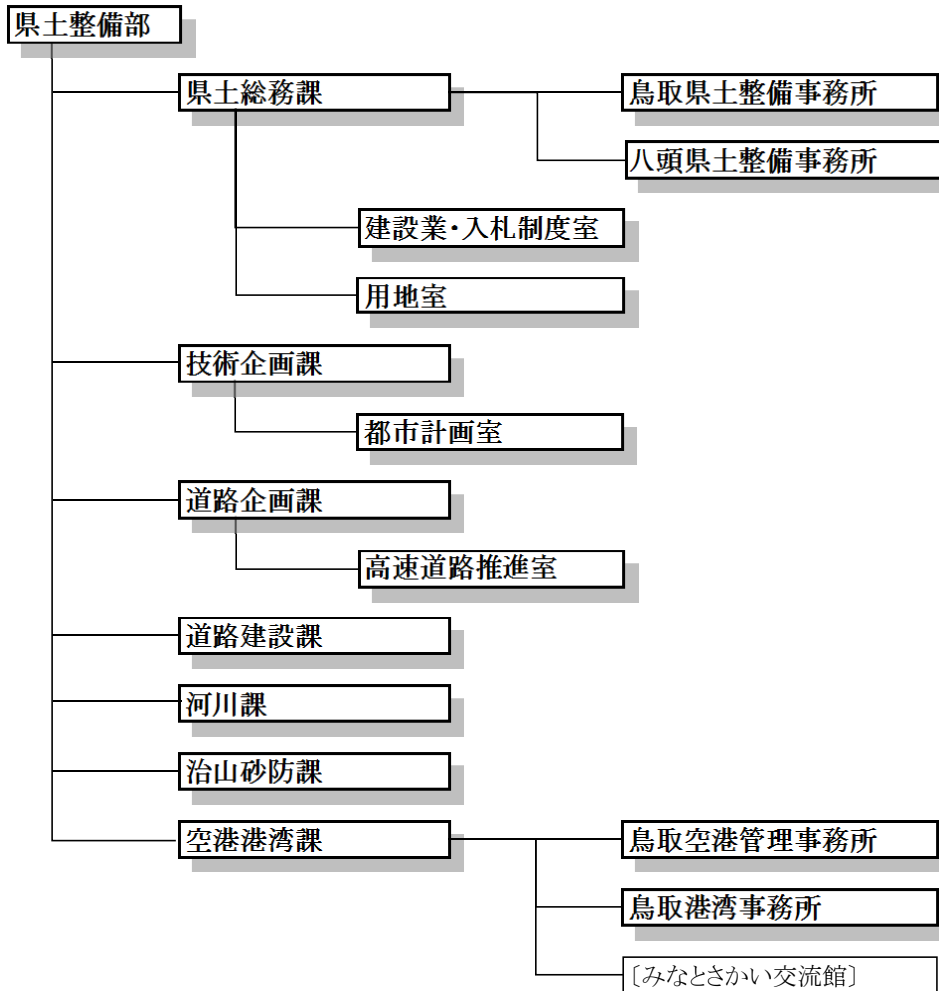 県土整備部
県土総務課
鳥取県土整備事務所
八頭県土整備事務所
建設業・入札制度室
用地室
技術企画課
都市計画室
道路企画課
高速道路推進室
道路建設課
河川課
治山砂防課
空港港湾課
鳥取空港管理事務所
鳥取港湾事務所
〔みなとさかい交流館〕